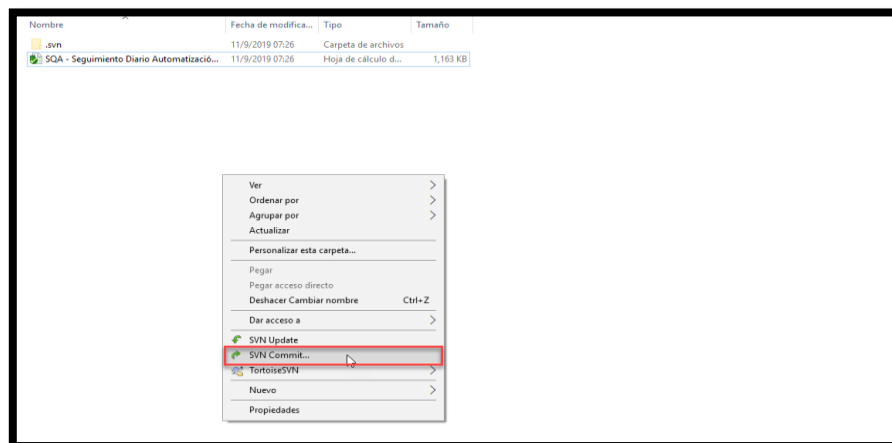 Nombre Fecha de modifica... Tipo Tamaño
.svn 11/9/2019 07:26 Carpeta de archivos
SQA - Seguimiento Diario Automatizació... 11/9/2019 07:26 Hoja de cálculo d... 1,163 KB
Ver
Ordenar por
Agrupar por
Actualizar
Personalizar esta carpeta...
Pegar
Pegar acceso directo
Deshacer Cambiar nombre Ctrl+Z
Dar acceso a
SVN Update
SVN Commit...
TortoiseSVN
Nuevo
Propiedades